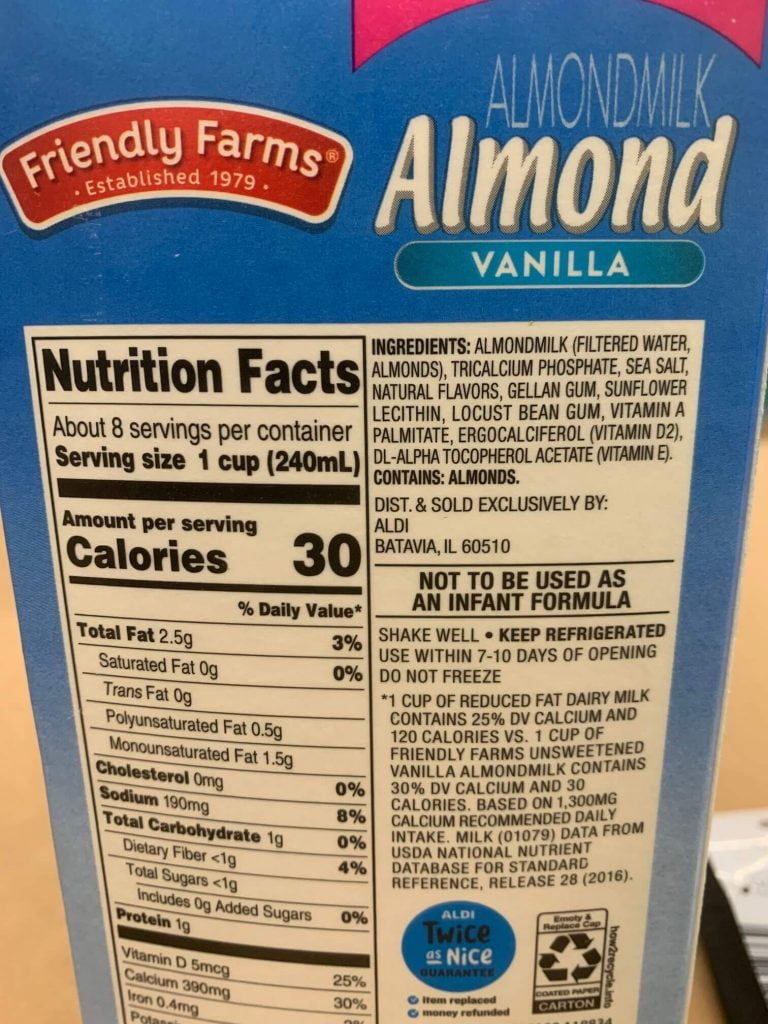 ALMONDMILK
Friendly Farms®
• Established 1979 •
Almond
VANILLA
Nutrition Facts
About 8 servings per container
Serving size 1 cup (240mL)
Amount per serving
Calories 30
% Daily Value*
Total Fat 2.5g 3%
Saturated Fat 0g 0%
Trans Fat 0g
Polyunsaturated Fat 0.5g
Monounsaturated Fat 1.5g
Cholesterol 0mg 0%
Sodium 190mg 8%
Total Carbohydrate 1g 0%
Dietary Fiber <1g 4%
Total Sugars <1g
Includes 0g Added Sugars 0%
Protein 1g
Vitamin D 5mcg 25%
Calcium 390mg 30%
Iron 0.4mg
INGREDIENTS: ALMONDMILK (FILTERED WATER,
ALMONDS), TRICALCIUM PHOSPHATE, SEA SALT,
NATURAL FLAVORS, GELLAN GUM, SUNFLOWER
LECITHIN, LOCUST BEAN GUM, VITAMIN A
PALMITATE, ERGOCALCIFEROL (VITAMIN D2),
DL-ALPHA TOCOPHEROL ACETATE (VITAMIN E).
CONTAINS: ALMONDS.
DIST. & SOLD EXCLUSIVELY BY:
ALDI
BATAVIA, IL 60510
NOT TO BE USED AS
AN INFANT FORMULA
SHAKE WELL • KEEP REFRIGERATED
USE WITHIN 7-10 DAYS OF OPENING
DO NOT FREEZE
*1 CUP OF REDUCED FAT DAIRY MILK
CONTAINS 25% DV CALCIUM AND
120 CALORIES VS. 1 CUP OF
FRIENDLY FARMS UNSWEETENED
VANILLA ALMONDMILK CONTAINS
30% DV CALCIUM AND 30
CALORIES. BASED ON 1,300MG
CALCIUM RECOMMENDED DAILY
INTAKE. MILK (01079) DATA FROM
USDA NATIONAL NUTRIENT
DATABASE FOR STANDARD
REFERENCE, RELEASE 28 (2016).
ALDI
Twice
as Nice
GUARANTEE
item replaced
money refunded
Empty &
Replace Cap
COATED PAPER
CARTON
how2recycle.info